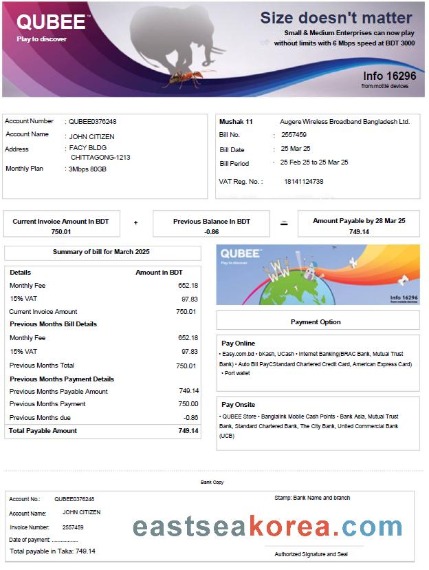 QUBEE™
Play to discover
Size doesn't matter
Small & Medium Enterprises can now play
without limits with 6 Mbps speed at BDT 3000
Info 16296
from mobile devices
Account Number : QUBEE0376248
Account Name : JOHN CITIZEN
Address : FACY BLDG
CHITTAGONG-1213
Monthly Plan : 3Mbps 80GB
Mushak 11 Augera Wireless Broadband Bangladesh Ltd.
Bill No. : 2557459
Bill Date : 25 Mar 25
Bill Period : 25 Feb 25 to 25 Mar 25
VAT Reg. No. : 18141124738
Current Invoice Amount In BDT
750.01
+
Previous Balance In BDT
-0.86
=
Amount Payable by 28 Mar 25
749.14
Summary of bill for March 2025
Details Amount in BDT
Monthly Fee 652.18
15% VAT 97.83
Current Invoice Amount 750.01
Previous Months Bill Details
Monthly Fee 652.18
15% VAT 97.83
Previous Months Total 750.01
Previous Months Payment Details
Previous Months Payable Amount 749.14
Previous Months Payment 750.00
Previous Months due -0.86
Total Payable Amount 749.14
QUBEE™
Play to discover
Info 16296
from mobile devices
Payment Option
Pay Online
• Easy.com.bd • bKash, UCash • Internet Banking(BRAC Bank, Mutual Trust
Bank) • Auto Bill PayCStandard Chartered Credit Card, American Express Card)
• Port wallet
Pay Onsite
• QUBEE Store • Banglalink Mobile Cash Points • Bank Asia, Mutual Trust
Bank, Standard Chartered Bank, The City Bank, Unitied Commercial Bank
(UCB)
Bank Copy
Account No.: QUBEE0376248
Account Name: JOHN CITIZEN
Invoice Number: 2557459
Date of payment: ................
Total payable in Taka: 749.14
Stamp: Bank Name and branch
eastseakorea.com
Authorized Signature and Seal